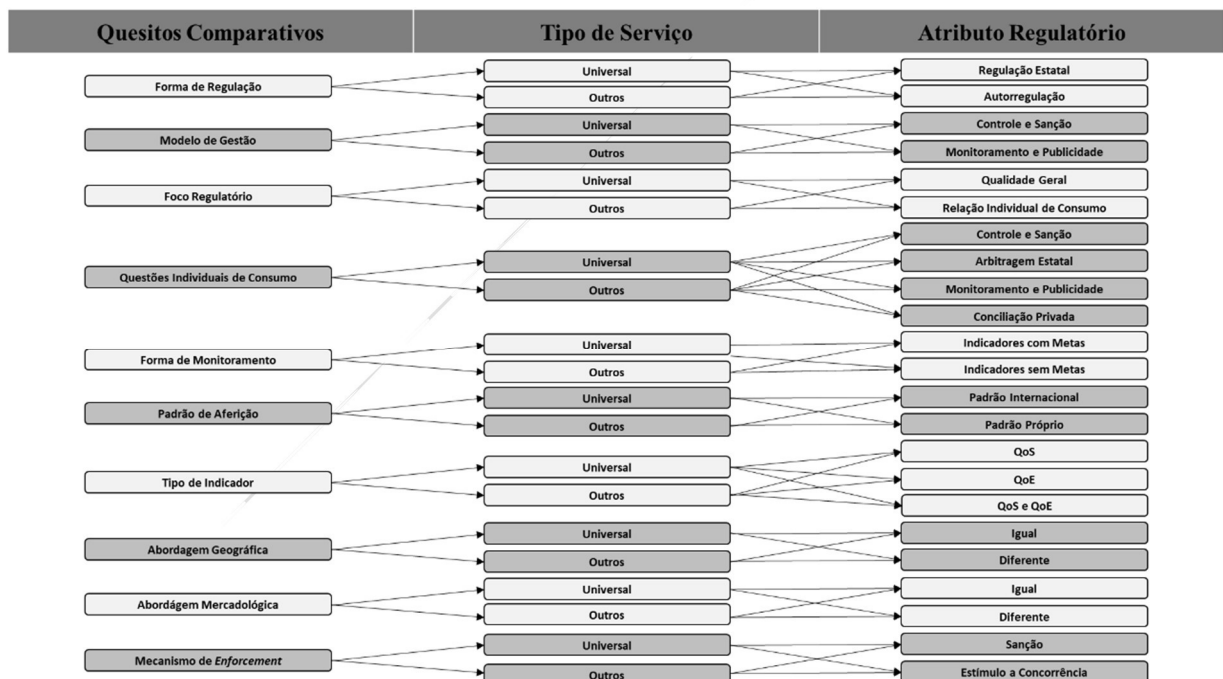 Quesitos Comparativos
Tipo de Serviço
Atributo Regulatório
Forma de Regulação
Universal
Outros
Regulação Estatal
Autorregulação
Modelo de Gestão
Universal
Outros
Controle e Sanção
Monitoramento e Publicidade
Foco Regulatório
Universal
Outros
Qualidade Geral
Relação Individual de Consumo
Questões Individuais de Consumo
Universal
Outros
Controle e Sanção
Arbitragem Estatal
Monitoramento e Publicidade
Conciliação Privada
Forma de Monitoramento
Universal
Outros
Indicadores com Metas
Indicadores sem Metas
Padrão de Aferição
Universal
Outros
Padrão Internacional
Padrão Próprio
Tipo de Indicador
Universal
Outros
QoS
QoE
QoS e QoE
Abordagem Geográfica
Universal
Outros
Igual
Diferente
Abordágem Mercadológica
Universal
Outros
Igual
Diferente
Mecanismo de Enforcement
Universal
Outros
Sanção
Estímulo a Concorrência